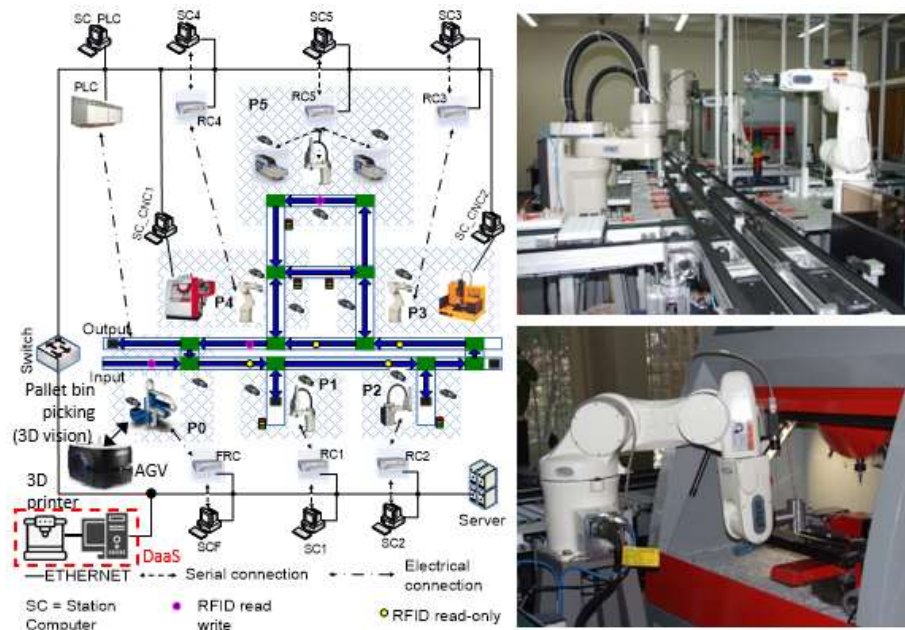 SC_PLC
SC4
SC5
SC3
PLC
RC4
P5
RC5
RC3
SC_CNC1
SC_CNC2
P4
P3
Switch
Output
Input
Pallet bin
picking
(3D vision)
P0
P1
P2
AGV
FRC
RC1
RC2
3D
printer
Server
DaaS
SCF
SC1
SC2
ETHERNET
Serial connection
Electrical
connection
SC = Station
Computer
RFID read
write
RFID read-only